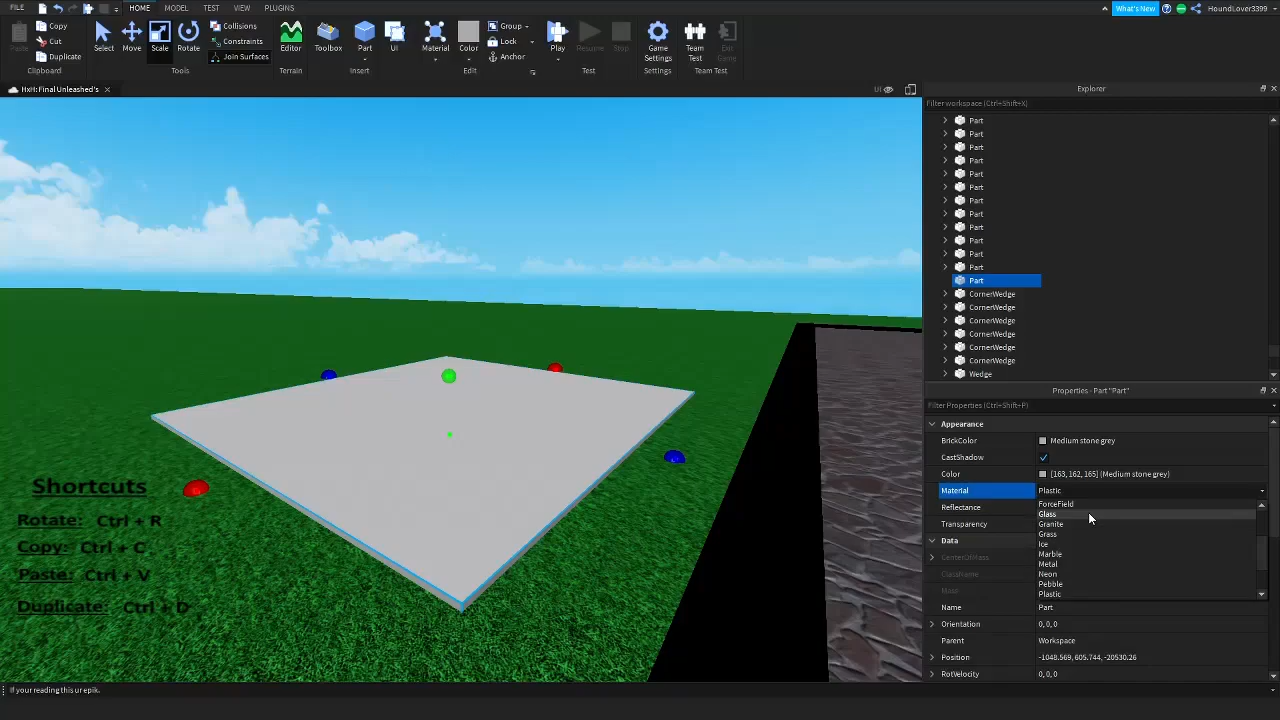 FILE HOME MODEL TEST VIEW PLUGINS What's New HoundLover3399
Copy
Cut
Paste Duplicate
Clipboard
Select Move Scale Rotate
Collisions
Constraints
Join Surfaces
Tools
Editor
Terrain
Toolbox Part UI
Insert
Material Color
Group
Lock
Anchor
Edit
Play Resume Stop
Test
Game Settings
Settings
Team Test Exit Game
Team Test
HxH: Final Unleashed's
UI
Explorer
Filter workspace (Ctrl+Shift+X)
Part
Part
Part
Part
Part
Part
Part
Part
Part
Part
Part
Part
Part
CornerWedge
CornerWedge
CornerWedge
CornerWedge
CornerWedge
CornerWedge
Wedge
Properties - Part "Part"
Filter Properties (Ctrl+Shift+P)
Appearance
BrickColor Medium stone grey
CastShadow
Color [163, 162, 165] (Medium stone grey)
Material Plastic
Reflectance
Transparency
Data
CenterOfMass
ClassName
Mass
ForceField
Glass
Granite
Grass
Ice
Marble
Metal
Neon
Pebble
Plastic
Name Part
Orientation 0, 0, 0
Parent Workspace
Position -1048.569, 605.744, -20530.26
RotVelocity 0, 0, 0
Shortcuts
Rotate: Ctrl + R
Copy: Ctrl + C
Paste: Ctrl + V
Duplicate: Ctrl + D
If your reading this ur epik.